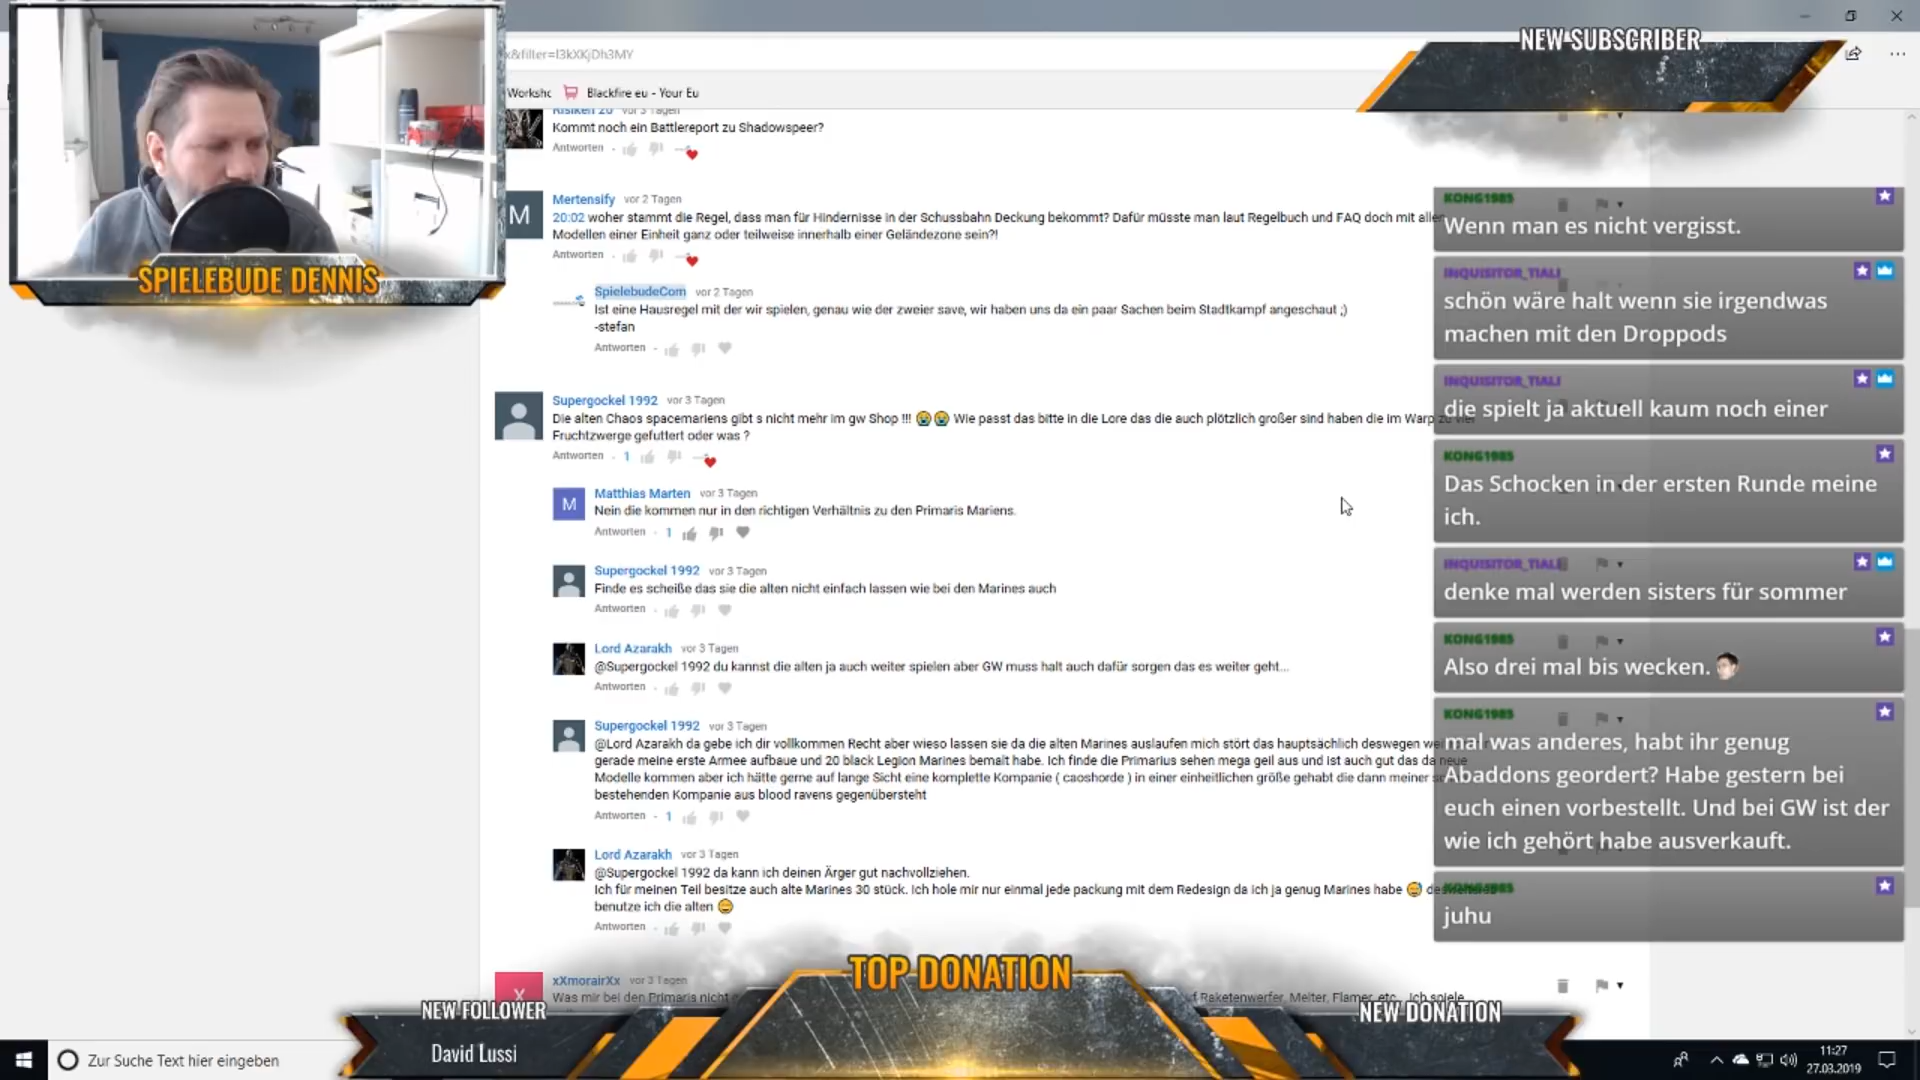 NEW SUBSCRIBER
x&filter=l3kXKjDh3MY
Worksho
Blackfire eu - Your Eu
SPIELEBUDE DENNIS
Risiken 20 vor 3 Tagen
Kommt noch ein Battlereport zu Shadowspeer?
Antworten
M
Mertensify vor 2 Tagen
20:02 woher stammt die Regel, dass man für Hindernisse in der Schussbahn Deckung bekommt? Dafür müsste man laut Regelbuch und FAQ doch mit allen
Modellen einer Einheit ganz oder teilweise innerhalb einer Geländezone sein?!
Antworten
SpielebudeCom vor 2 Tagen
Ist eine Hausregel mit der wir spielen, genau wie der zweier save, wir haben uns da ein paar Sachen beim Stadtkampf angeschaut ;)
-stefan
Antworten
Supergockel 1992 vor 3 Tagen
Die alten Chaos spacemariens gibt s nicht mehr im gw Shop !!! 😭😭 Wie passt das bitte in die Lore das die auch plötzlich großer sind haben die im Warp zu viel
Fruchtzwerge gefuttert oder was ?
Antworten 1
M
Matthias Marten vor 3 Tagen
Nein die kommen nur in den richtigen Verhältnis zu den Primaris Mariens.
Antworten 1
Supergockel 1992 vor 3 Tagen
Finde es scheiße das sie die alten nicht einfach lassen wie bei den Marines auch
Antworten
Lord Azarakh vor 3 Tagen
@Supergockel 1992 du kannst die alten ja auch weiter spielen aber GW muss halt auch dafür sorgen das es weiter geht...
Antworten
Supergockel 1992 vor 3 Tagen
@Lord Azarakh da gebe ich dir vollkommen Recht aber wieso lassen sie da die alten Marines auslaufen mich stört das hauptsächlich deswegen
gerade meine erste Armee aufbaue und 20 black Legion Marines bemalt habe. Ich finde die Primarius sehen mega geil aus und ist auch gut das da neue
Modelle kommen aber ich hätte gerne auf lange Sicht eine komplette Kompanie ( caoshorde ) in einer einheitlichen größe gehabt die dann meiner
bestehenden Kompanie aus blood ravens gegenübersteht
Antworten 1
Lord Azarakh vor 3 Tagen
@Supergockel 1992 da kann ich deinen Ärger gut nachvollziehen.
Ich für meinen Teil besitze auch alte Marines 30 stück. Ich hole mir nur einmal jede packung mit dem Redesign da ich ja genug Marines habe 😅
benutze ich die alten 😄
Antworten
X
xXmorairXx vor 3 Tagen
Was mir bei den Primaris nicht
f Raketenwerfer, Melter, Flamer, etc... Ich spiele
KONG1985
Wenn man es nicht vergisst.
INQUISITOR_TIALI
schön wäre halt wenn sie irgendwas
machen mit den Droppods
INQUISITOR_TIALI
die spielt ja aktuell kaum noch einer
KONG1985
Das Schocken in der ersten Runde meine
ich.
INQUISITOR_TIALI
denke mal werden sisters für sommer
KONG1985
Also drei mal bis wecken.
KONG1985
mal was anderes, habt ihr genug
Abaddons geordert? Habe gestern bei
euch einen vorbestellt. Und bei GW ist der
wie ich gehört habe ausverkauft.
KONG1985
juhu
TOP DONATION
NEW FOLLOWER
David Lussi
NEW DONATION
Zur Suche Text hier eingeben
11:27
27.03.2019